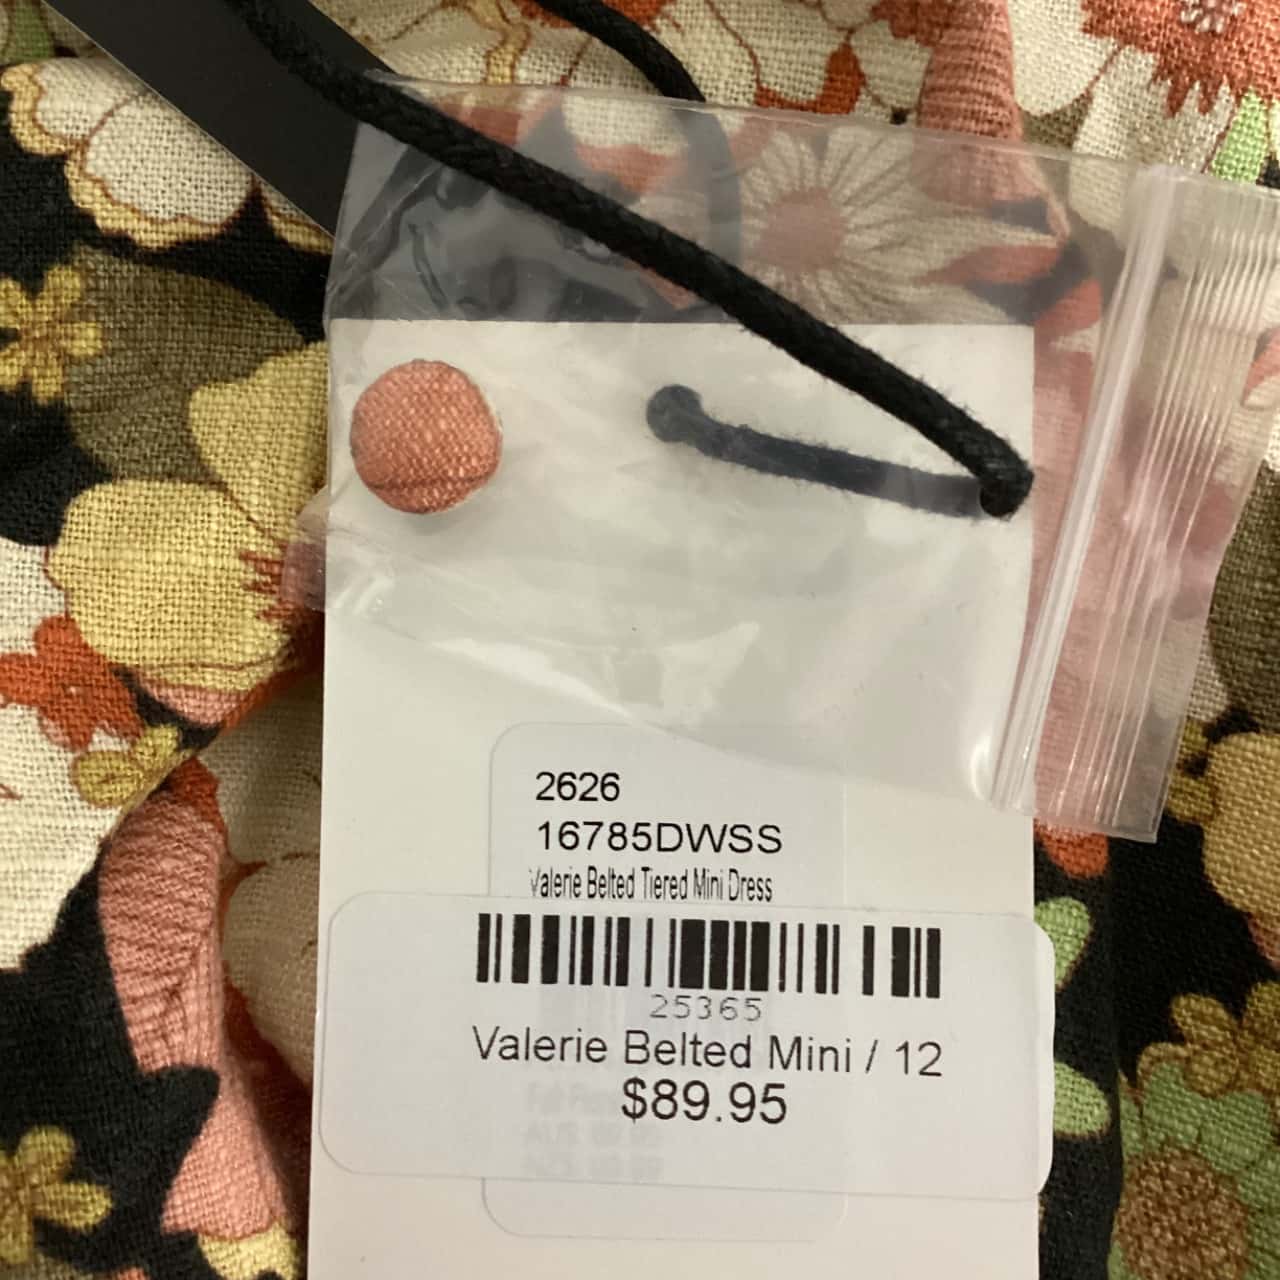 2626
16785DWSS
Valerie Belted Tiered Mini Dress
25365
Valerie Belted Mini / 12
$89.95